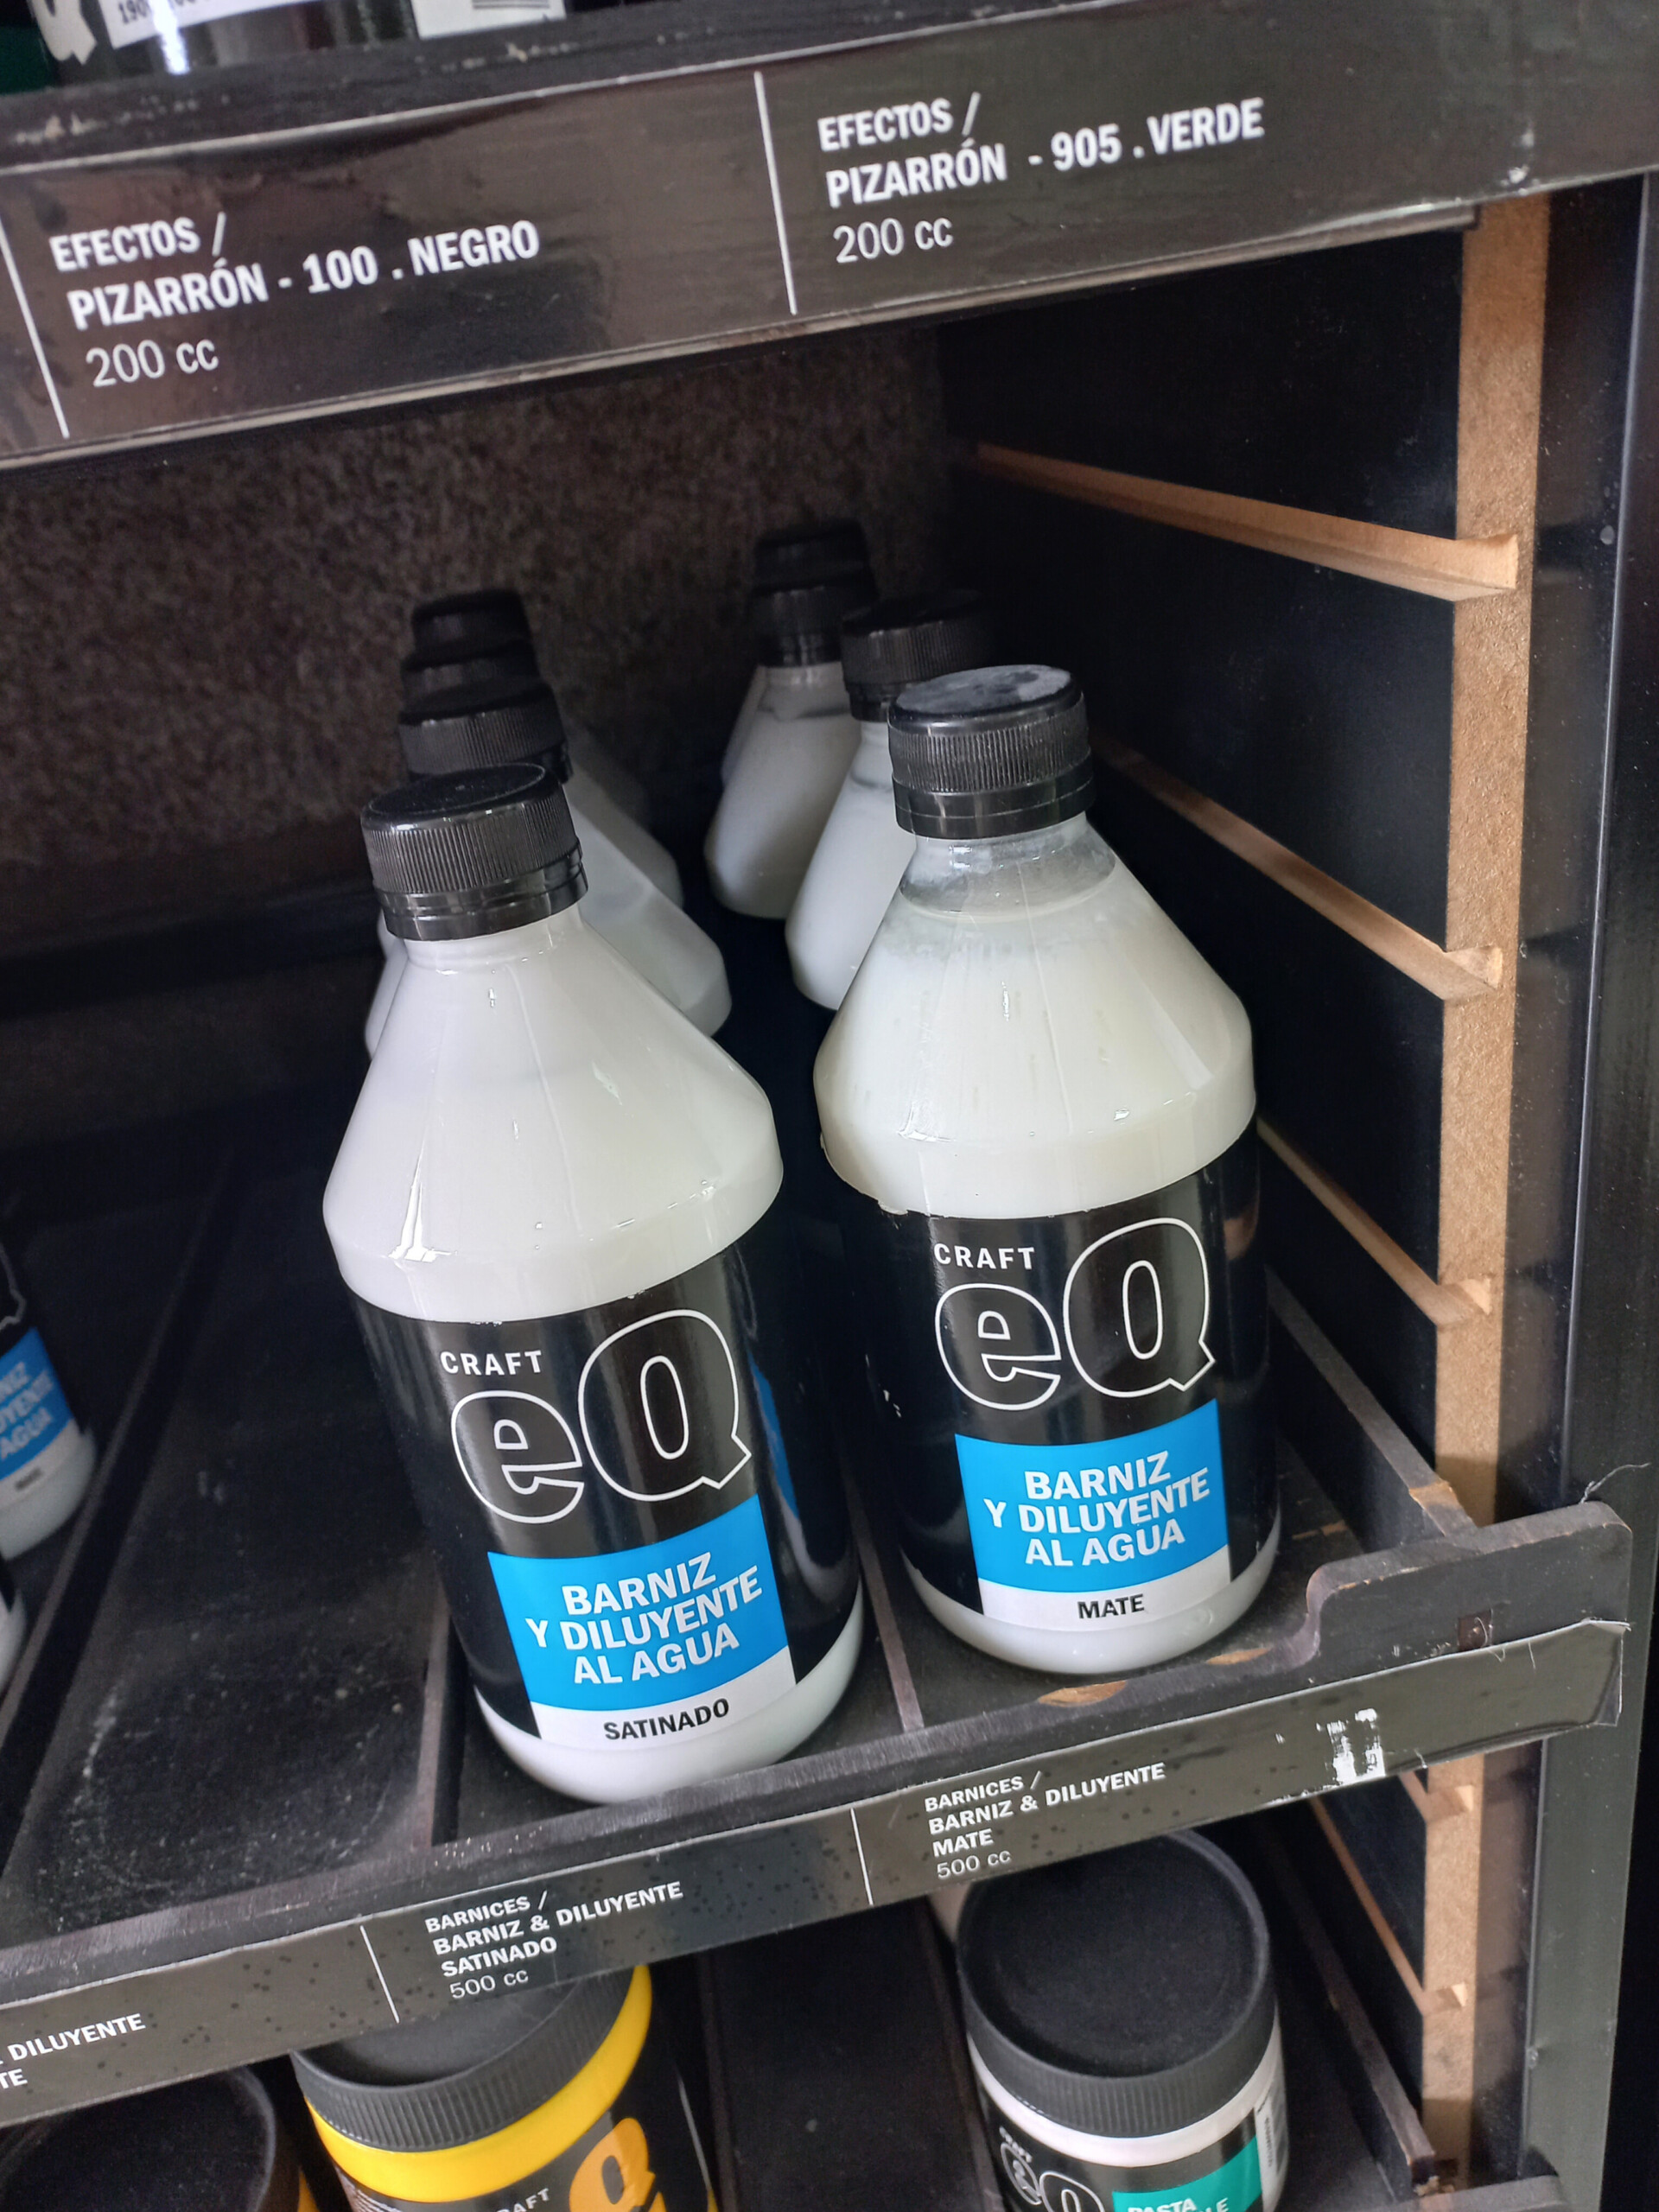 EFECTOS /
PIZARRÓN - 100 . NEGRO
200 cc
EFECTOS /
PIZARRÓN - 905 . VERDE
200 cc
CRAFT
eQ
BARNIZ
Y DILUYENTE
AL AGUA
SATINADO
CRAFT
eQ
BARNIZ
Y DILUYENTE
AL AGUA
MATE
AGUA
BARNICES /
BARNIZ & DILUYENTE
SATINADO
500 cc
BARNICES /
BARNIZ & DILUYENTE
MATE
500 cc
DILUYENTE
PASTA